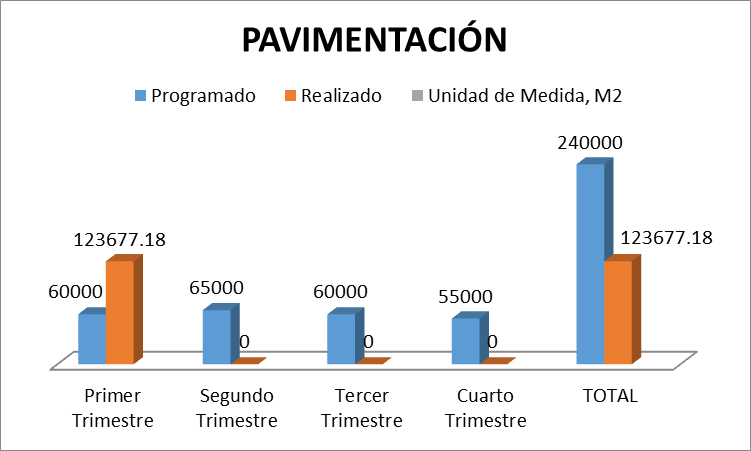 PAVIMENTACIÓN
Programado Realizado Unidad de Medida, M2
240000
123677.18 123677.18
60000 65000 60000 55000
0 0 0
Primer Segundo Tercer Cuarto TOTAL
Trimestre Trimestre Trimestre Trimestre